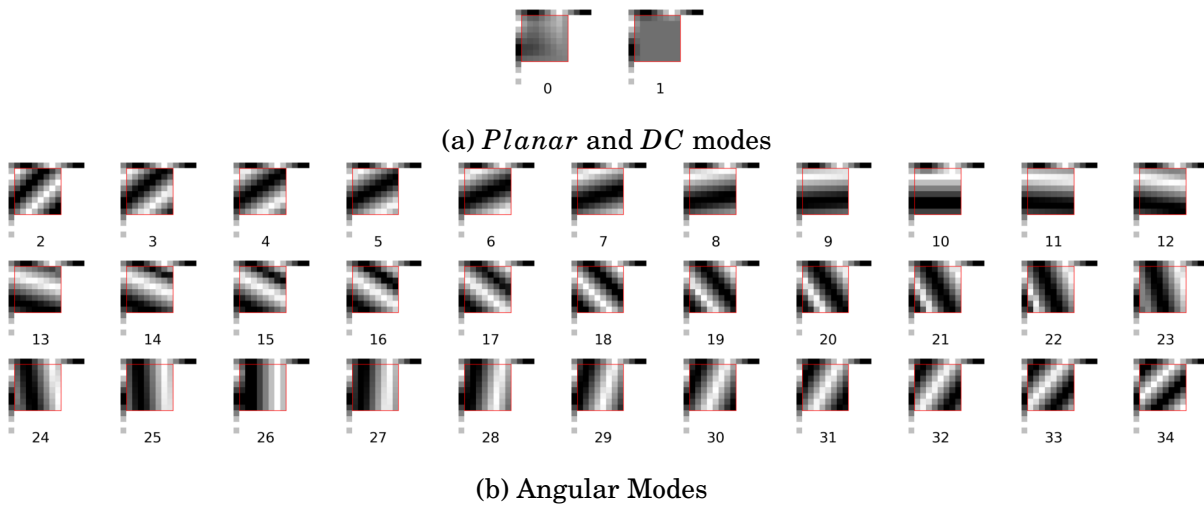 0 1
(a) Planar and DC modes
2 3 4 5 6 7 8 9 10 11 12
13 14 15 16 17 18 19 20 21 22 23
24 25 26 27 28 29 30 31 32 33 34
(b) Angular Modes